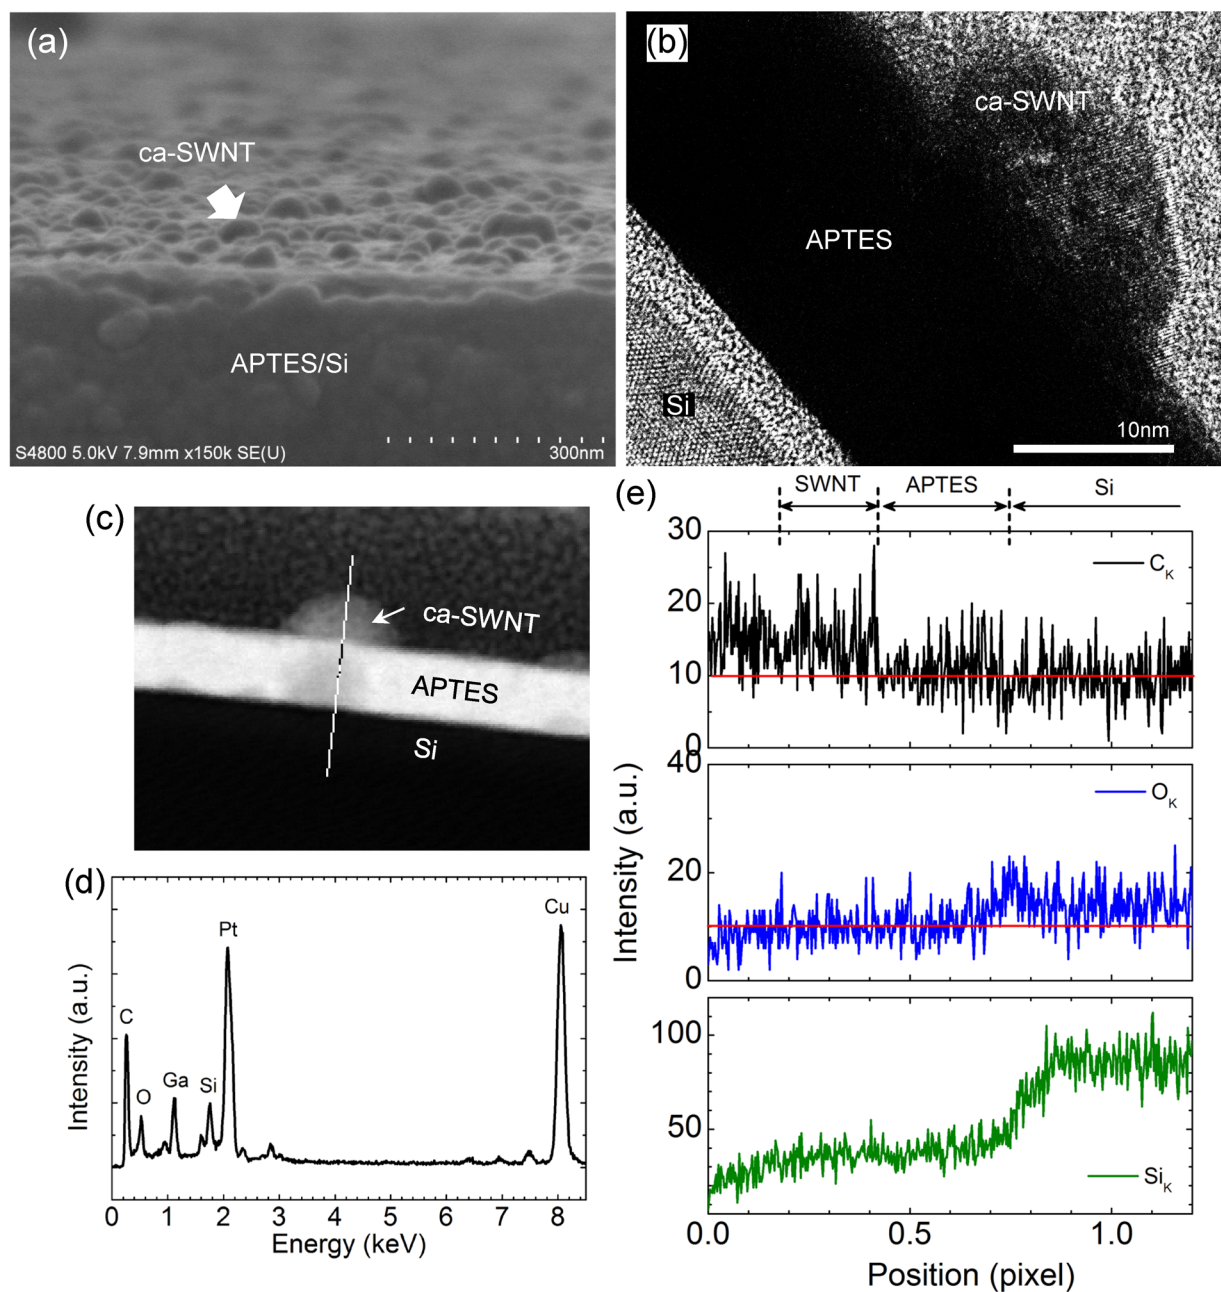 (a)
ca-SWNT
APTES/Si
S4800 5.0kV 7.9mm x150k SE(U)
300nm
(b)
ca-SWNT
APTES
Si
10nm
(c)
ca-SWNT
APTES
Si
(d)
Intensity (a.u.)
C
O
Ga
Si
Pt
Cu
0 1 2 3 4 5 6 7 8
Energy (keV)
(e)
SWNT APTES Si
30
20
10
0
C_K
Intensity (a.u.)
40
20
0
O_K
100
50
Si_K
0.0 0.5 1.0
Position (pixel)